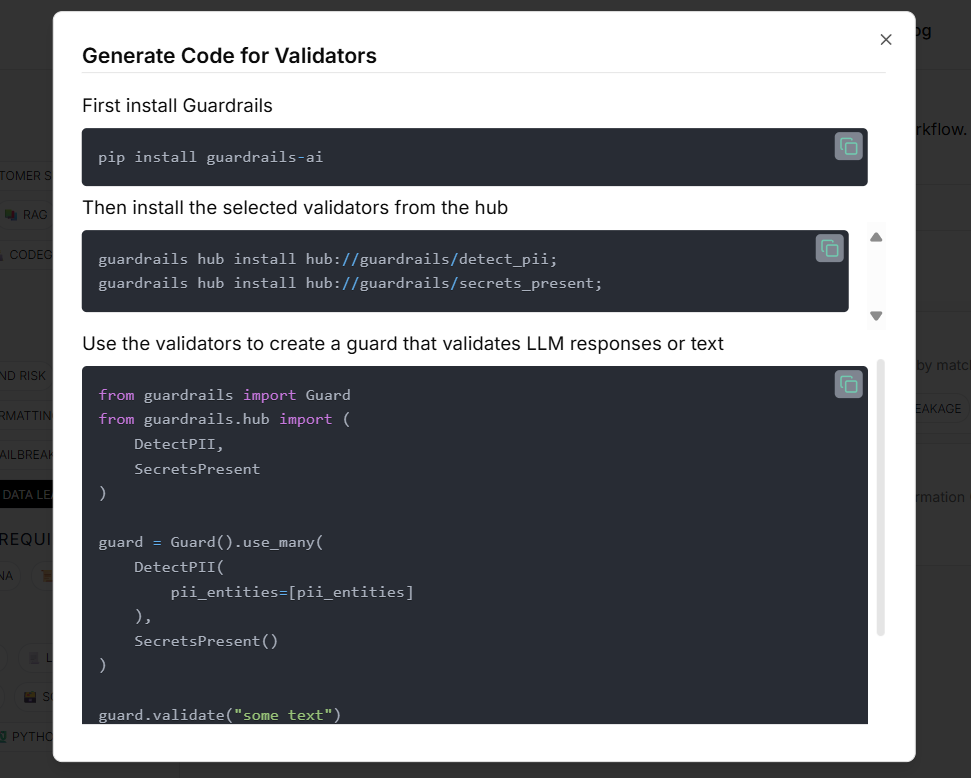 og
Generate Code for Validators
rkflow.
First install Guardrails
pip install guardrails-ai
TOMER S
Then install the selected validators from the hub
RAG
CODEG
guardrails hub install hub://guardrails/detect_pii;
guardrails hub install hub://guardrails/secrets_present;
Use the validators to create a guard that validates LLM responses or text
by matc
ND RISK
from guardrails import Guard
EAKAGE
RMATTIN
from guardrails.hub import (
DetectPII,
AILBREAK
SecretsPresent
DATA LEA
)
rmation
REQUI
guard = Guard().use_many(
DetectPII(
NA
pii_entities=[pii_entities]
),
SecretsPresent()
L
)
guard.validate("some text")
PYTHO